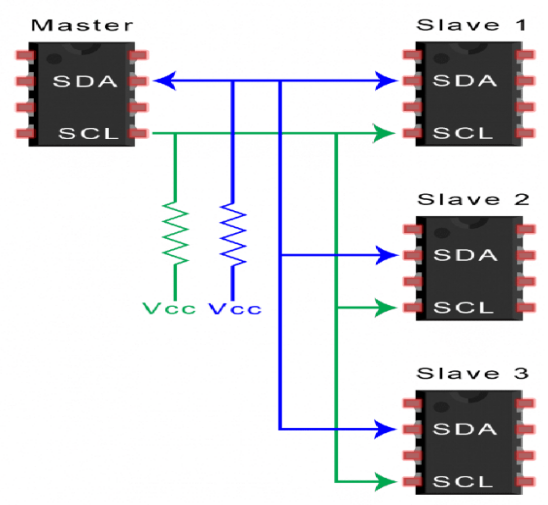 Master
SDA
SCL
Vcc Vcc
Slave 1
SDA
SCL
Slave 2
SDA
SCL
Slave 3
SDA
SCL